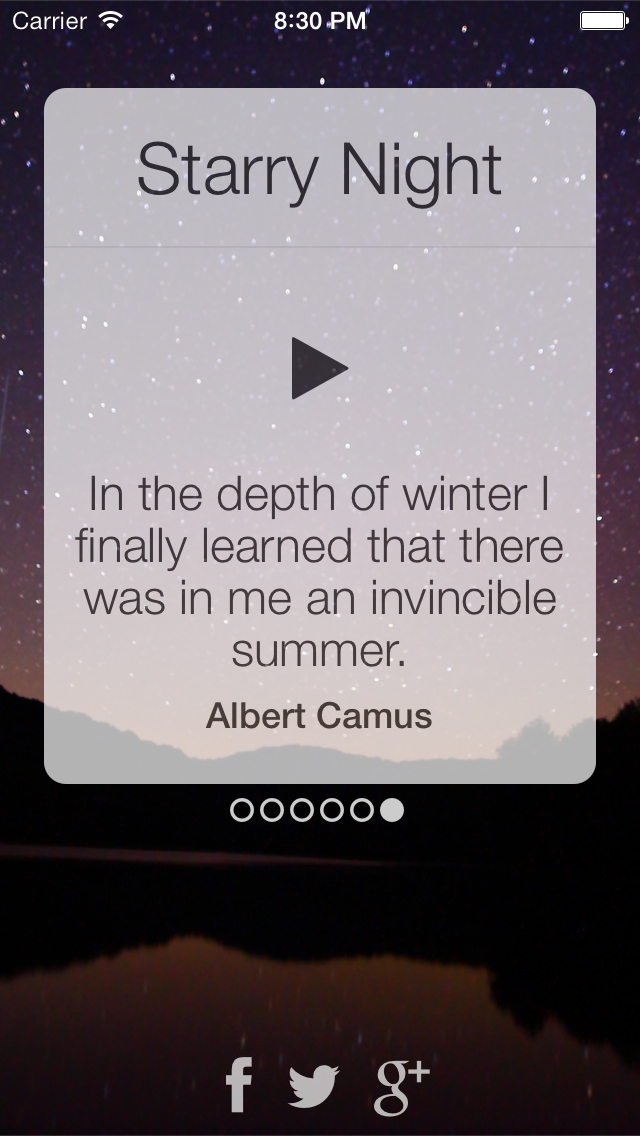 Carrier 8:30 PM
Starry Night
In the depth of winter I
finally learned that there
was in me an invincible
summer.
Albert Camus
f g+